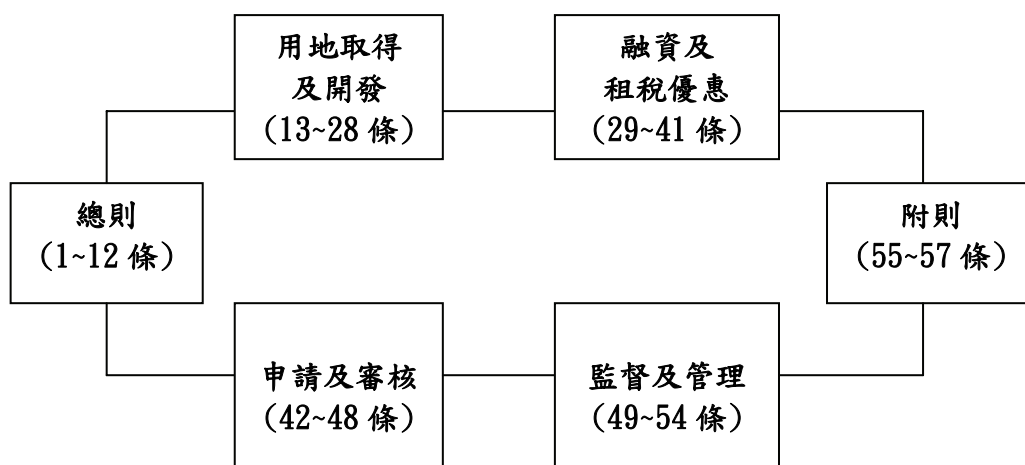 用地取得
及開發
(13~28 條)
融資及
租稅優惠
(29~41 條)
總則
(1~12 條)
附則
(55~57 條)
申請及審核
(42~48 條)
監督及管理
(49~54 條)